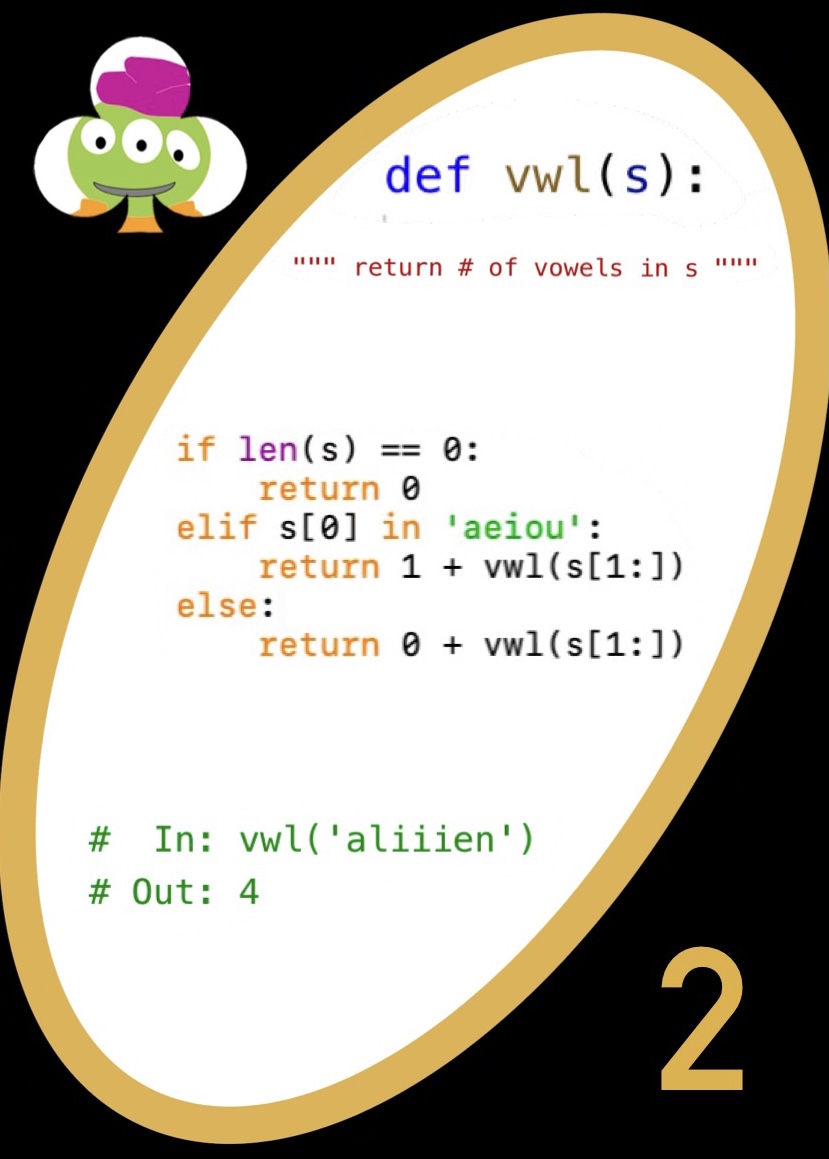 def vwl(s):
""" return # of vowels in s """
if len(s) == 0:
    return 0
elif s[0] in 'aeiou':
    return 1 + vwl(s[1:])
else:
    return 0 + vwl(s[1:])
#  In: vwl('aliiien')
# Out: 4
2